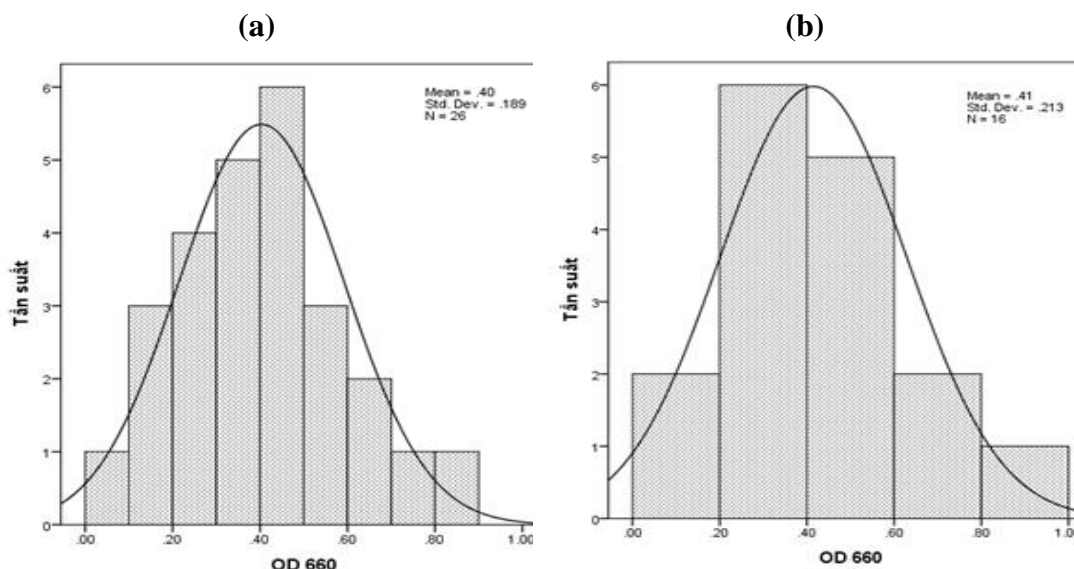 (a)
Mean = .40
Std. Dev. = .189
N = 26
6
5
4
3
2
1
0
Tần suất
.00 .20 .40 .60 .80 1.00
OD 660
(b)
Mean = .41
Std. Dev. = .213
N = 16
6
5
4
3
2
1
0
Tần suất
.00 .20 .40 .60 .80 1.0
OD 660